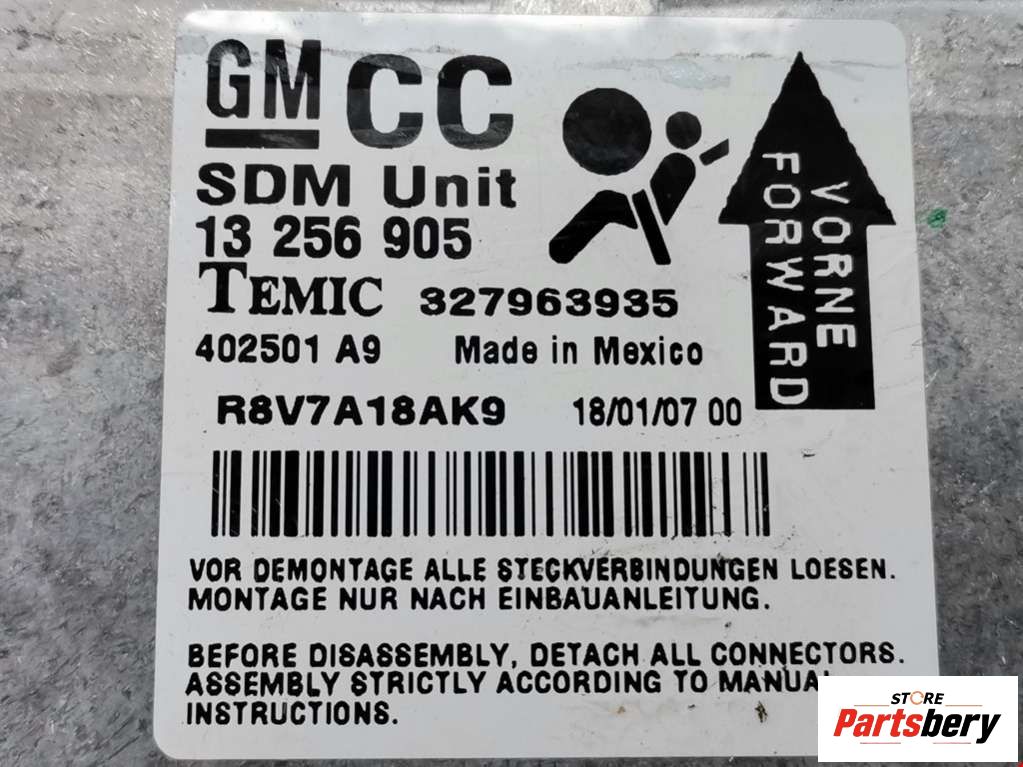 GM CC
SDM Unit
13 256 905
TEMIC 327963935
402501 A9 Made in Mexico
R8V7A18AK9 18/01/07 00
VORNE
FORWARD
VOR DEMONTAGE ALLE STECKVERBINDUNGEN LOESEN.
MONTAGE NUR NACH EINBAUANLEITUNG.
BEFORE DISASSEMBLY, DETACH ALL CONNECTORS.
ASSEMBLY STRICTLY ACCORDING TO MANUAL
INSTRUCTIONS.
STORE
Partsbery